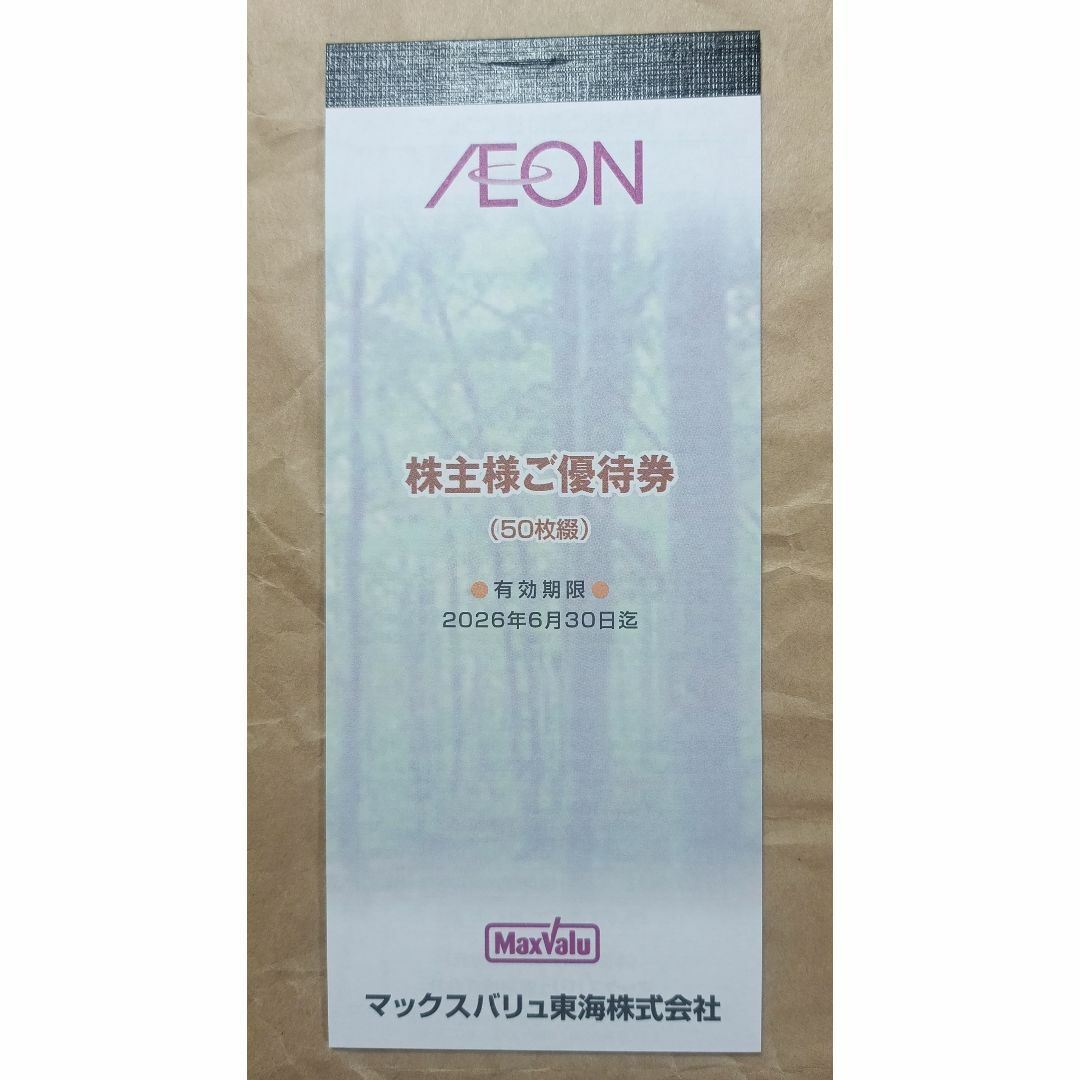 ÆON
株主様ご優待券
（50枚綴）
●有効期限●
2026年6月30日迄
MaxValu
マックスバリュ東海株式会社